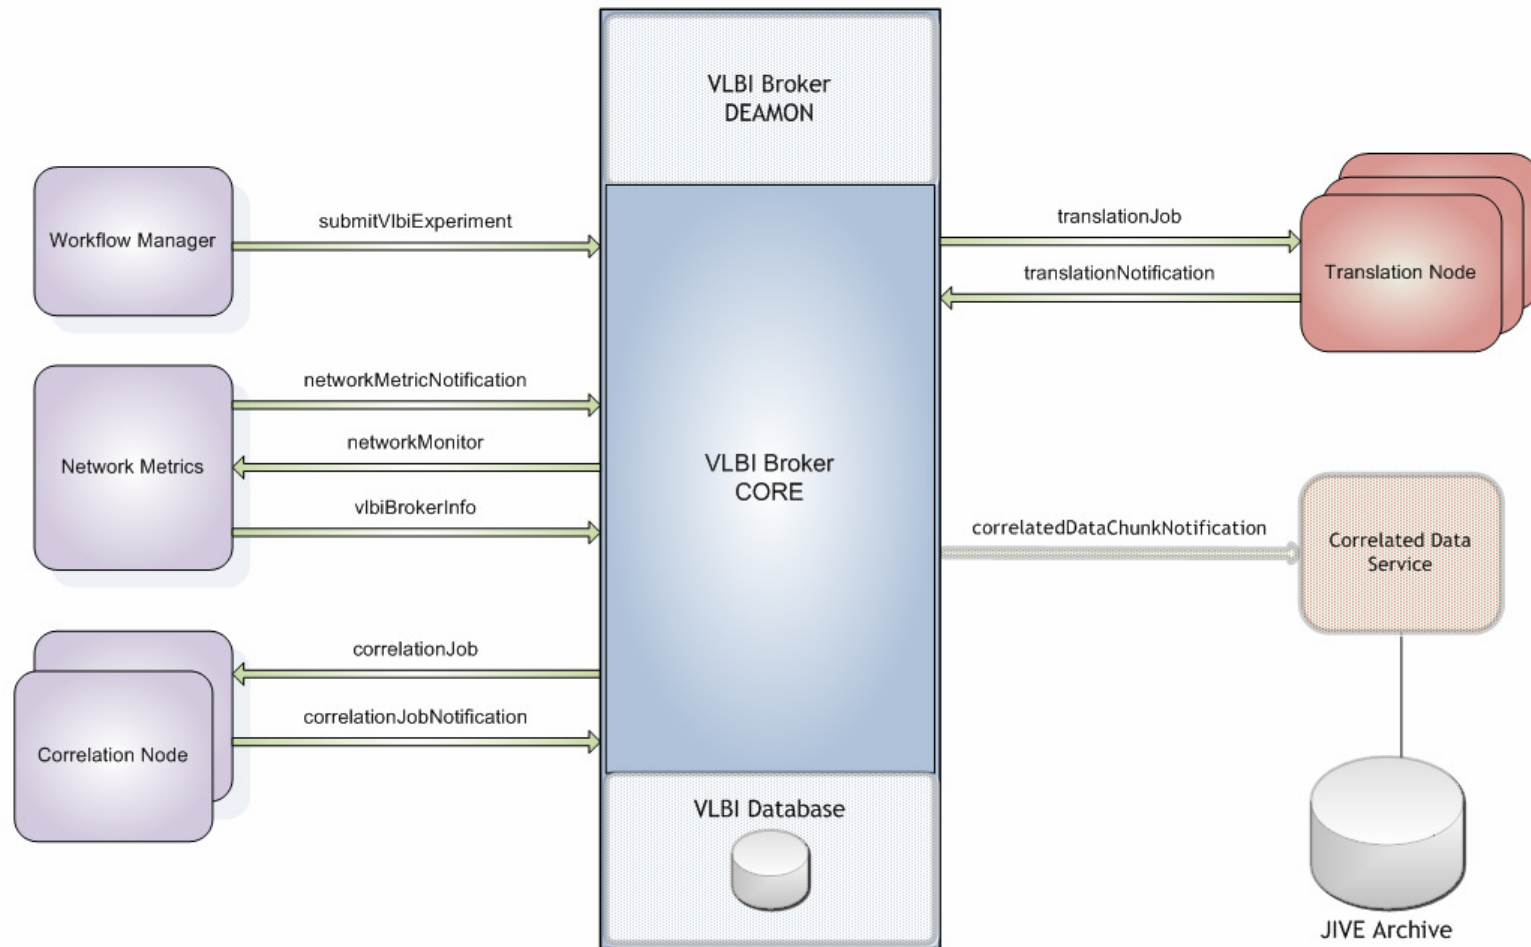 VLBI Broker
DEAMON
Workflow Manager
submitVlbiExperiment
translationJob
translationNotification
Translation Node
networkMetricNotification
networkMonitor
vlbiBrokerInfo
Network Metrics
VLBI Broker
CORE
correlatedDataChunkNotification
Correlated Data
Service
correlationJob
correlationJobNotification
Correlation Node
VLBI Database
JIVE Archive